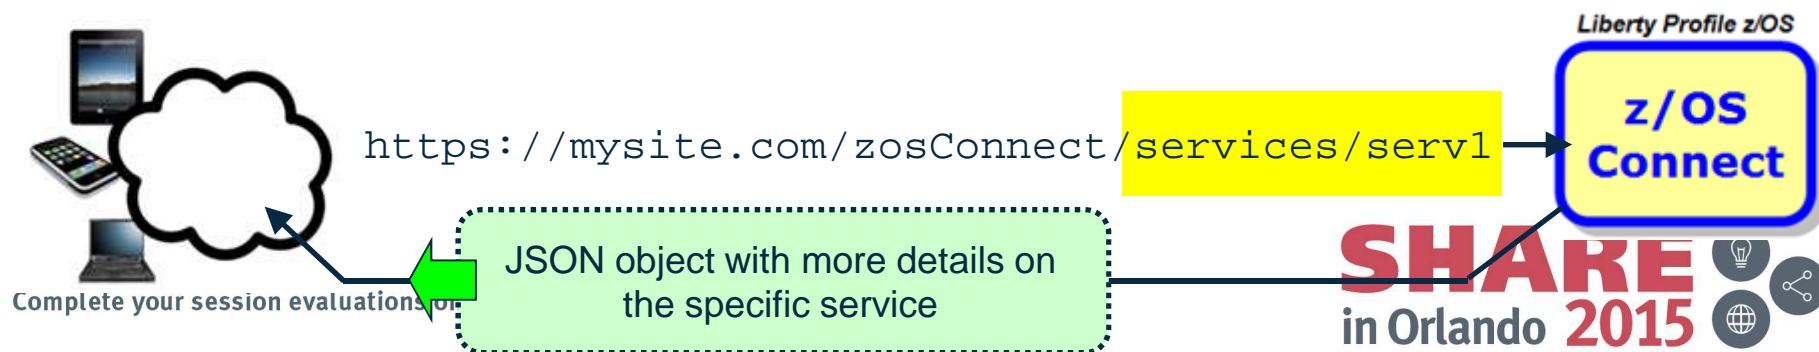 Liberty Profile z/OS
z/OS
Connect
https://mysite.com/zosConnect/services/serv1
JSON object with more details on
the specific service
Complete your session evaluations
SHARE
in Orlando 2015